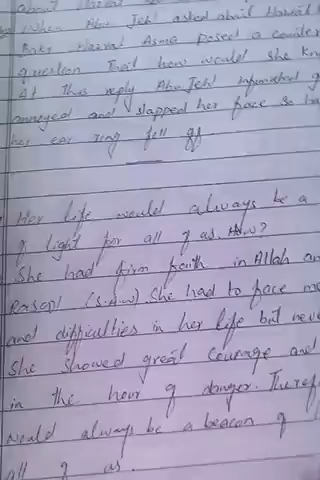 about Hazrat
When Abu Jehl asked about Hazrat
Bakr Hazrat Asma posed a counter
question that how would she kn
At this reply Abu Jehl
annoyed and slapped her face so ha
her ear ring fell off
Her life would always be a
of light for all of us. How?
She had firm faith in Allah an
Rasool (S.A.W). She had to face
and difficulties in her life but neve
She showed great courage and
in the hour of danger. Theref
would always be a beacon of
all of us.